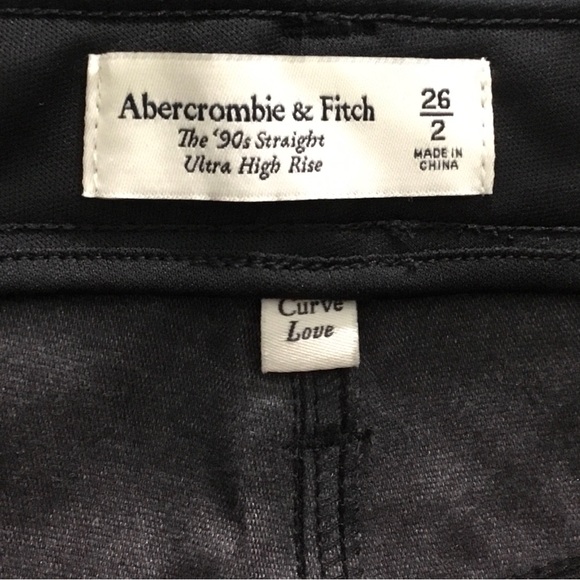 Abercrombie & Fitch
The '90s Straight
Ultra High Rise
26
2
MADE IN
CHINA
Curve
Love